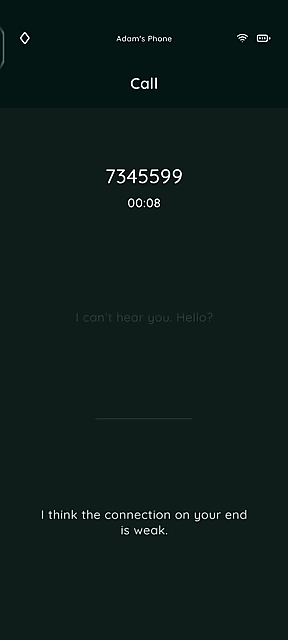 Adam's Phone
Call
7345599
00:08
I can't hear you. Hello?
I think the connection on your end
is weak.